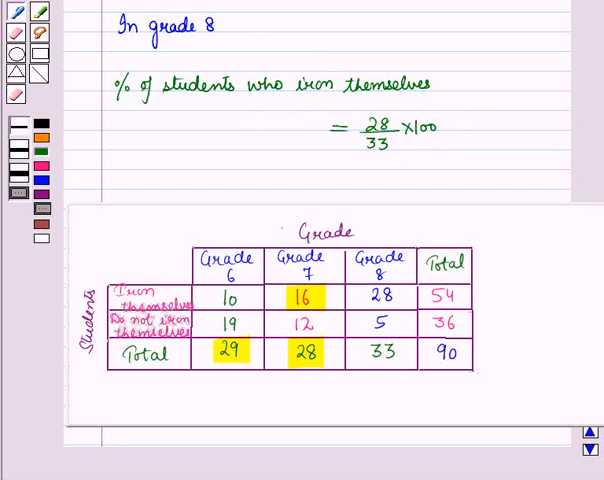 In grade 8
% of students who iron themselves
= 28/33 ×100
Grade
Students
Grade 6 Grade 7 Grade 8 Total
Iron themselves 10 16 28 54
Do not iron themselves 19 12 5 36
Total 29 28 33 90